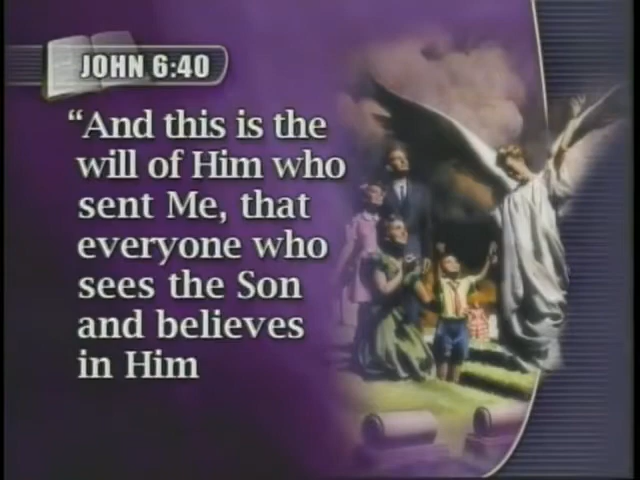 JOHN 6:40
“And this is the
will of Him who
sent Me, that
everyone who
sees the Son
and believes
in Him